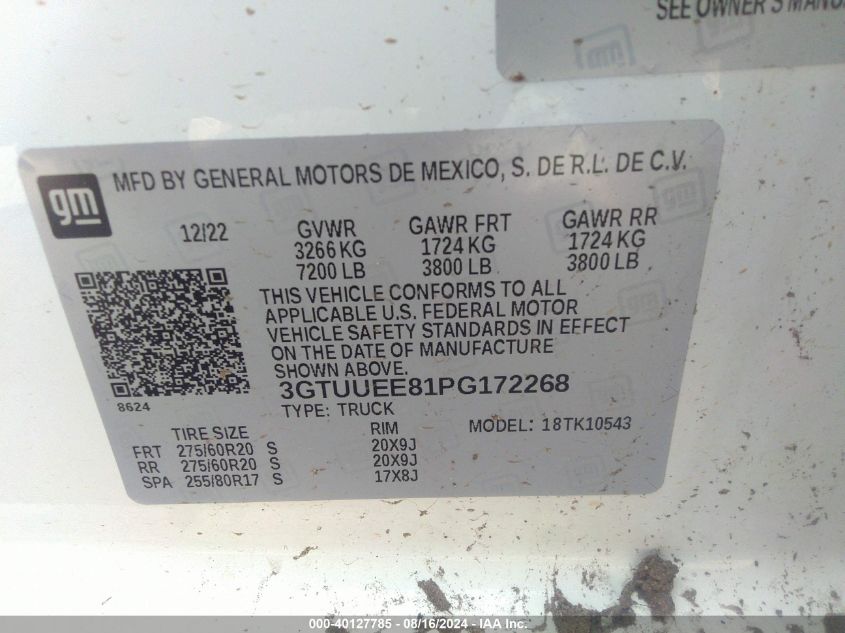 SEE OWNER'S MANUAL
gm
MFD BY GENERAL MOTORS DE MEXICO, S. DE R.L. DE C.V.
12/22 GVWR GAWR FRT GAWR RR
3266 KG 1724 KG 1724 KG
7200 LB 3800 LB 3800 LB
THIS VEHICLE CONFORMS TO ALL
APPLICABLE U.S. FEDERAL MOTOR
VEHICLE SAFETY STANDARDS IN EFFECT
ON THE DATE OF MANUFACTURE
SHOWN ABOVE.
3GTUUEE81PG172268
8624 TYPE: TRUCK MODEL: 18TK10543
TIRE SIZE RIM
FRT 275/60R20 S 20X9J
RR 275/60R20 S 20X9J
SPA 255/80R17 S 17X8J
000-40127785 - 08/16/2024 - IAA Inc.